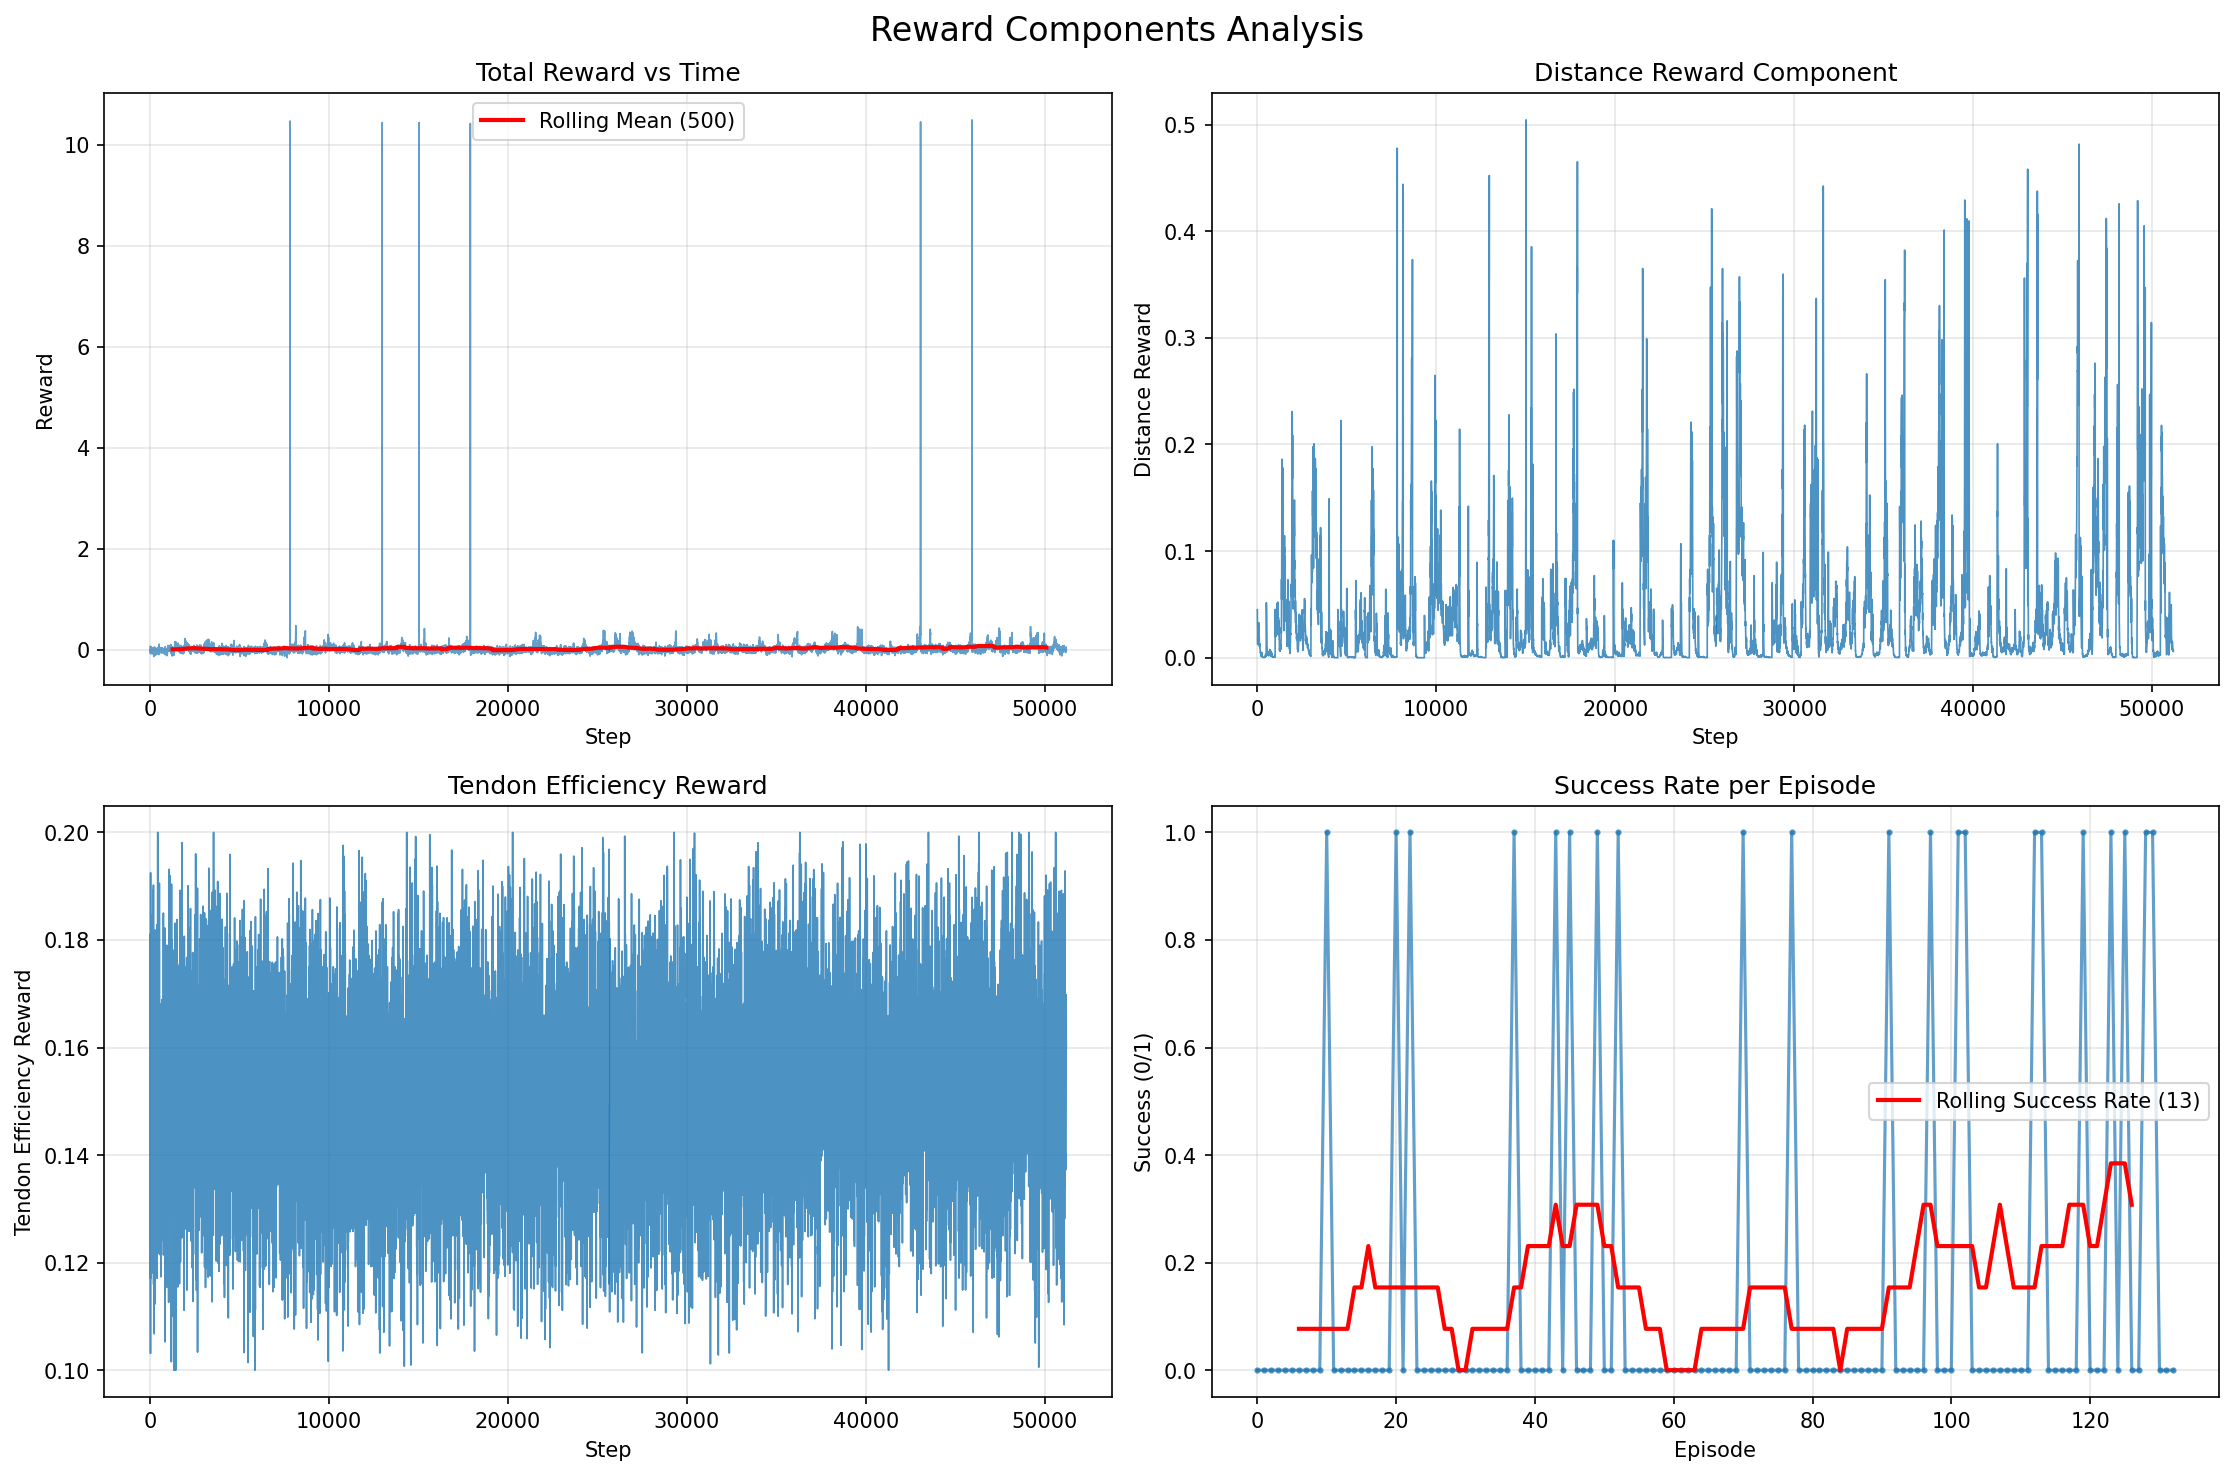 Reward Components Analysis
Total Reward vs Time
Rolling Mean (500)
10
8
6
4
2
0
Reward
0 10000 20000 30000 40000 50000
Step
Distance Reward Component
0.5
0.4
0.3
0.2
0.1
0.0
Distance Reward
0 10000 20000 30000 40000 50000
Step
Tendon Efficiency Reward
0.20
0.18
0.16
0.14
0.12
0.10
Tendon Efficiency Reward
0 10000 20000 30000 40000 50000
Step
Success Rate per Episode
1.0
0.8
0.6
0.4
0.2
0.0
Success (0/1)
Rolling Success Rate (13)
0 20 40 60 80 100 120
Episode